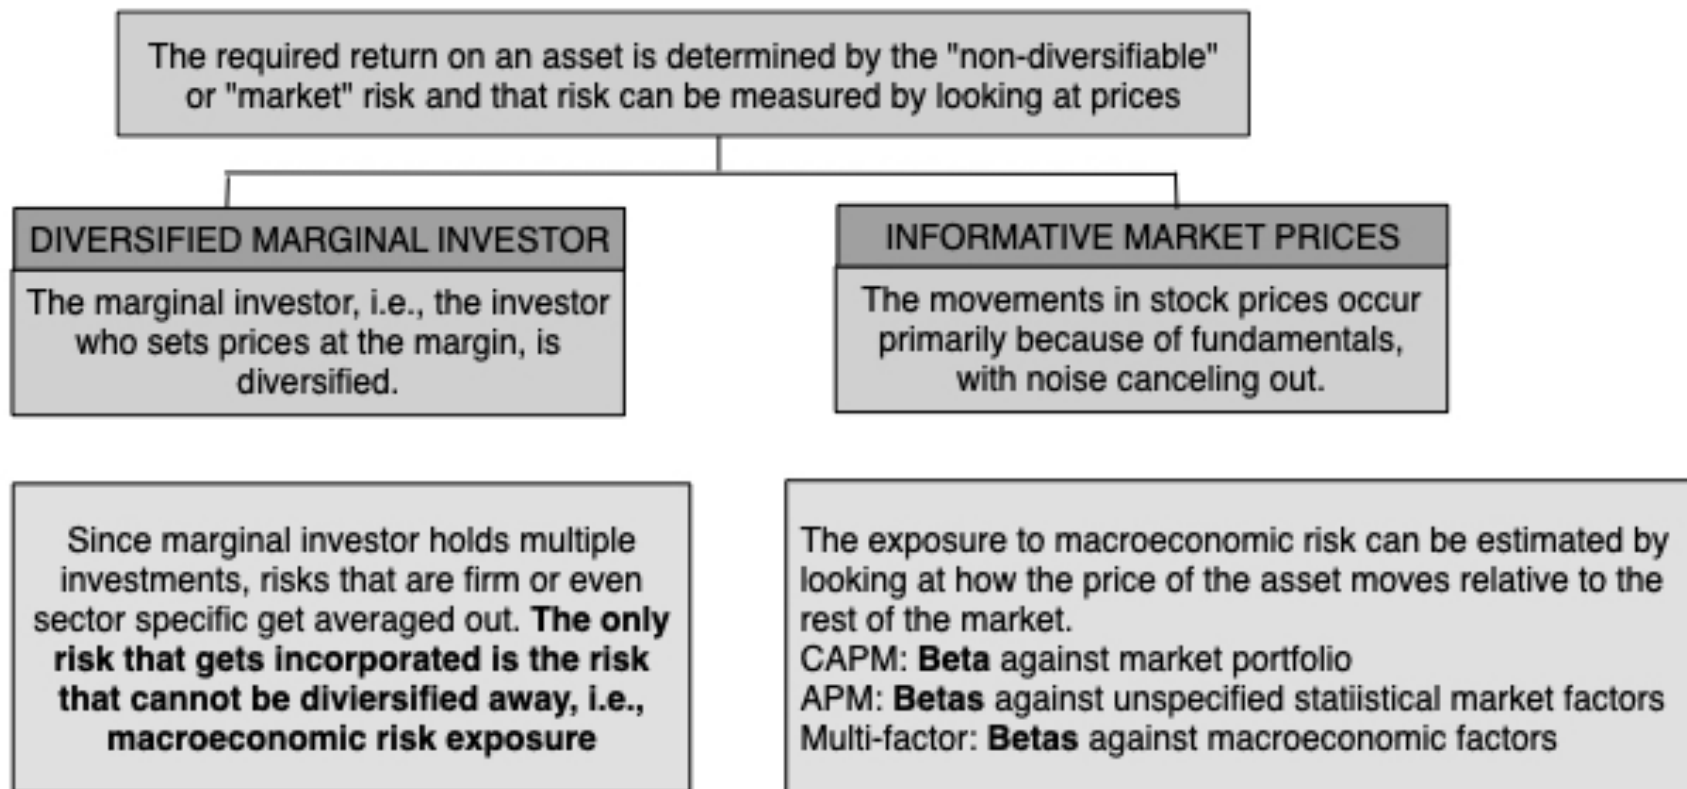 The required return on an asset is determined by the "non-diversifiable"
or "market" risk and that risk can be measured by looking at prices
DIVERSIFIED MARGINAL INVESTOR
The marginal investor, i.e., the investor
who sets prices at the margin, is
diversified.
INFORMATIVE MARKET PRICES
The movements in stock prices occur
primarily because of fundamentals,
with noise canceling out.
Since marginal investor holds multiple
investments, risks that are firm or even
sector specific get averaged out. The only
risk that gets incorporated is the risk
that cannot be diviersified away, i.e.,
macroeconomic risk exposure
The exposure to macroeconomic risk can be estimated by
looking at how the price of the asset moves relative to the
rest of the market.
CAPM: Beta against market portfolio
APM: Betas against unspecified statiistical market factors
Multi-factor: Betas against macroeconomic factors